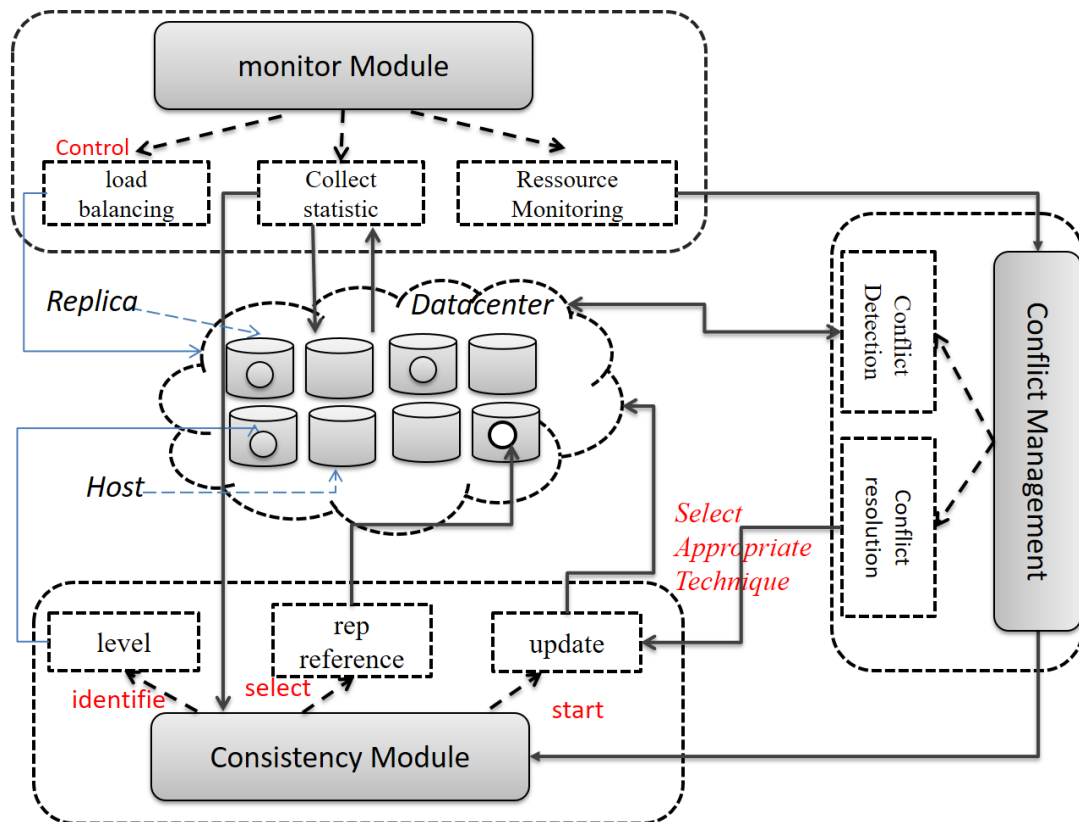 monitor Module
Control
load
balancing
Collect
statistic
Ressource
Monitoring
Replica
Datacenter
Host
Conflict
Detection
Conflict
resolution
Conflict Management
Select
Appropriate
Technique
level
rep
reference
update
identifie
select
start
Consistency Module